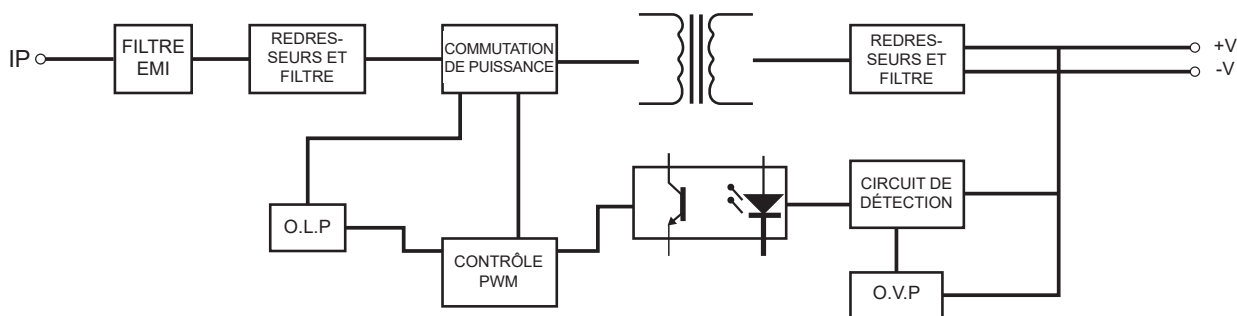 IP
FILTRE
EMI
REDRES-
SEURS ET
FILTRE
COMMUTATION
DE PUISSANCE
REDRES-
SEURS ET
FILTRE
+V
-V
O.L.P
CONTRÔLE
PWM
CIRCUIT DE
DÉTECTION
O.V.P